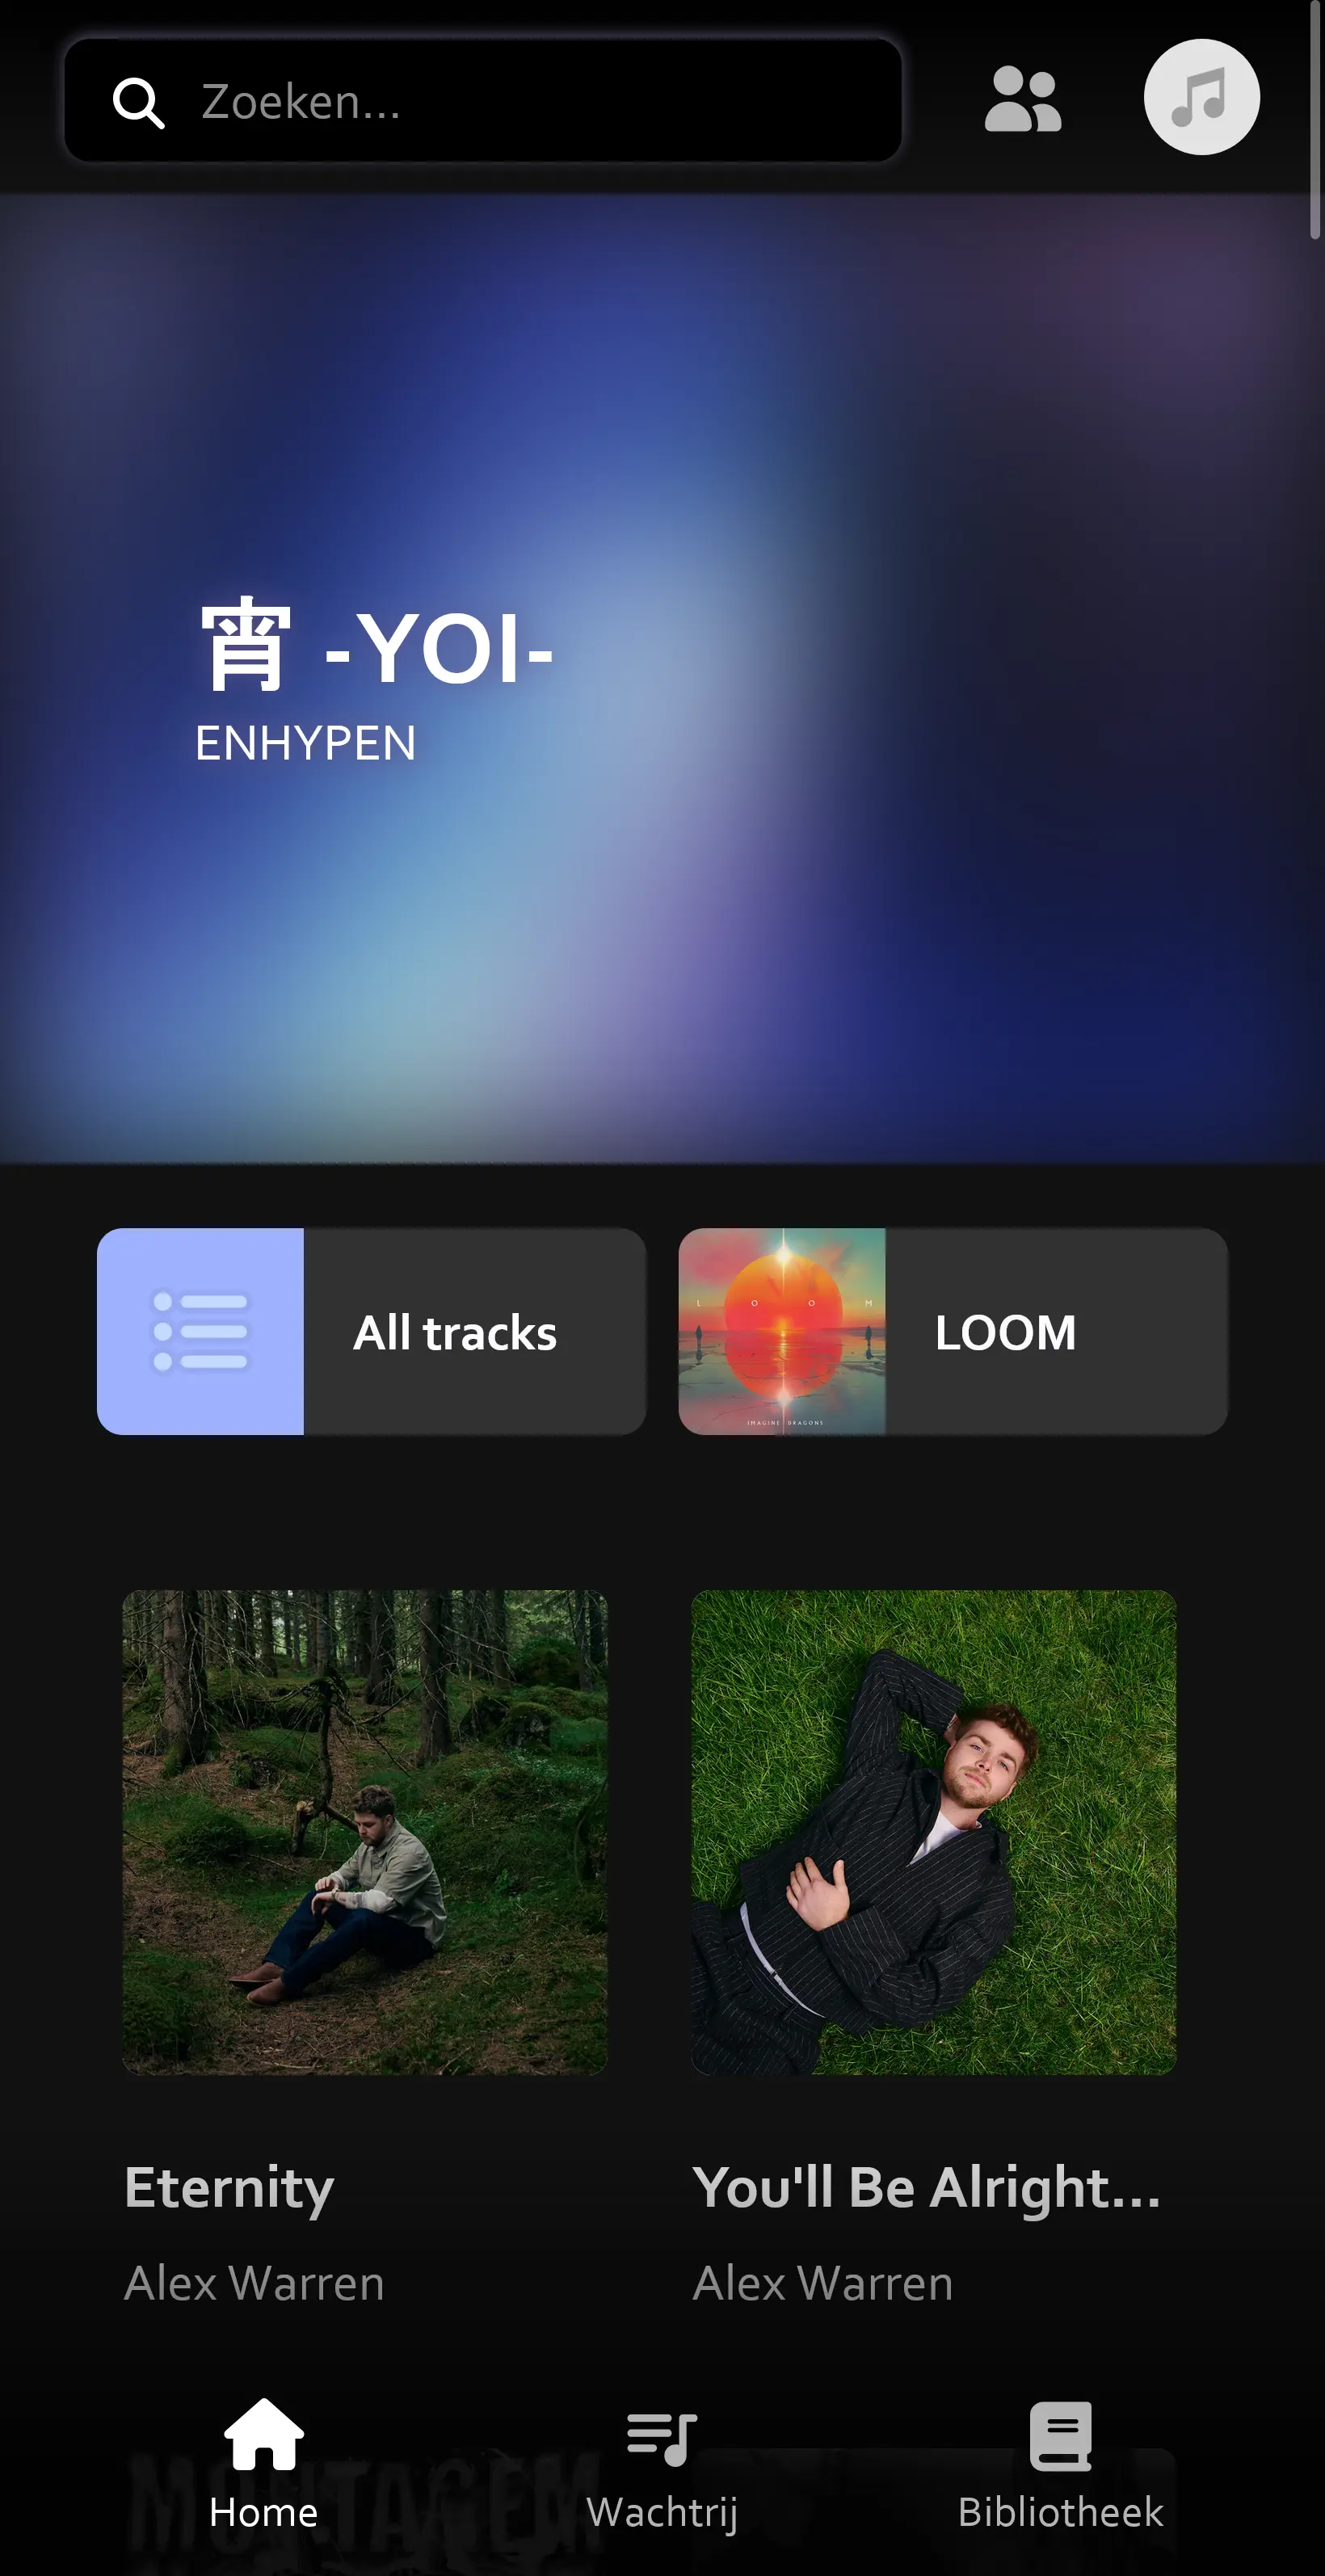 Zoeken...
宵 -YOI-
ENHYPEN
All tracks
L O O M
IMAGINE DRAGONS
LOOM
Eternity
You'll Be Alright...
Alex Warren
Alex Warren
MONTAGEM
Home
Wachtrij
Bibliotheek